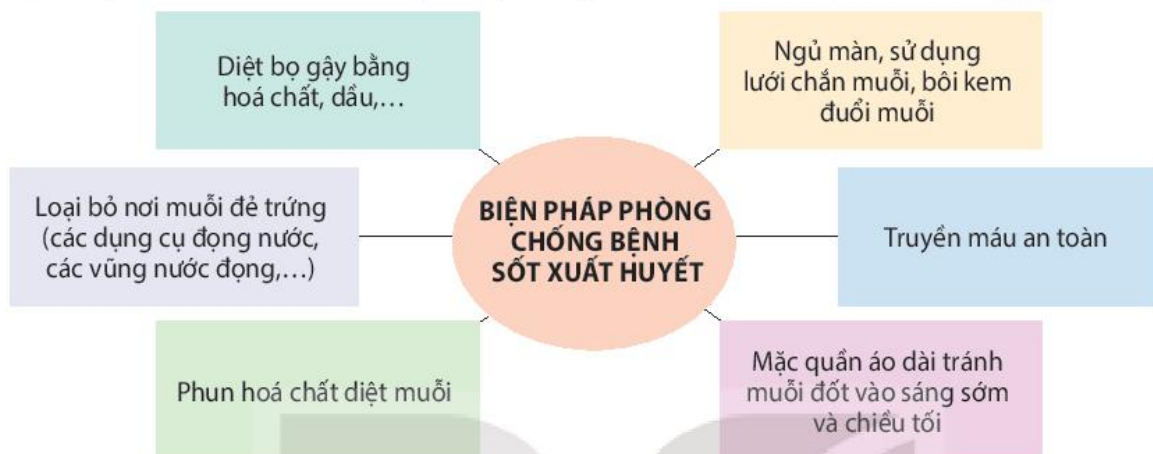 Diệt bọ gậy bằng
hoá chất, dầu,...
Ngủ màn, sử dụng
lưới chắn muỗi, bôi kem
đuổi muỗi
Loại bỏ nơi muỗi đẻ trứng
(các dụng cụ đọng nước,
các vũng nước đọng,...)
BIỆN PHÁP PHÒNG
CHỐNG BỆNH
SỐT XUẤT HUYẾT
Truyền máu an toàn
Phun hoá chất diệt muỗi
Mặc quần áo dài tránh
muỗi đốt vào sáng sớm
và chiều tối